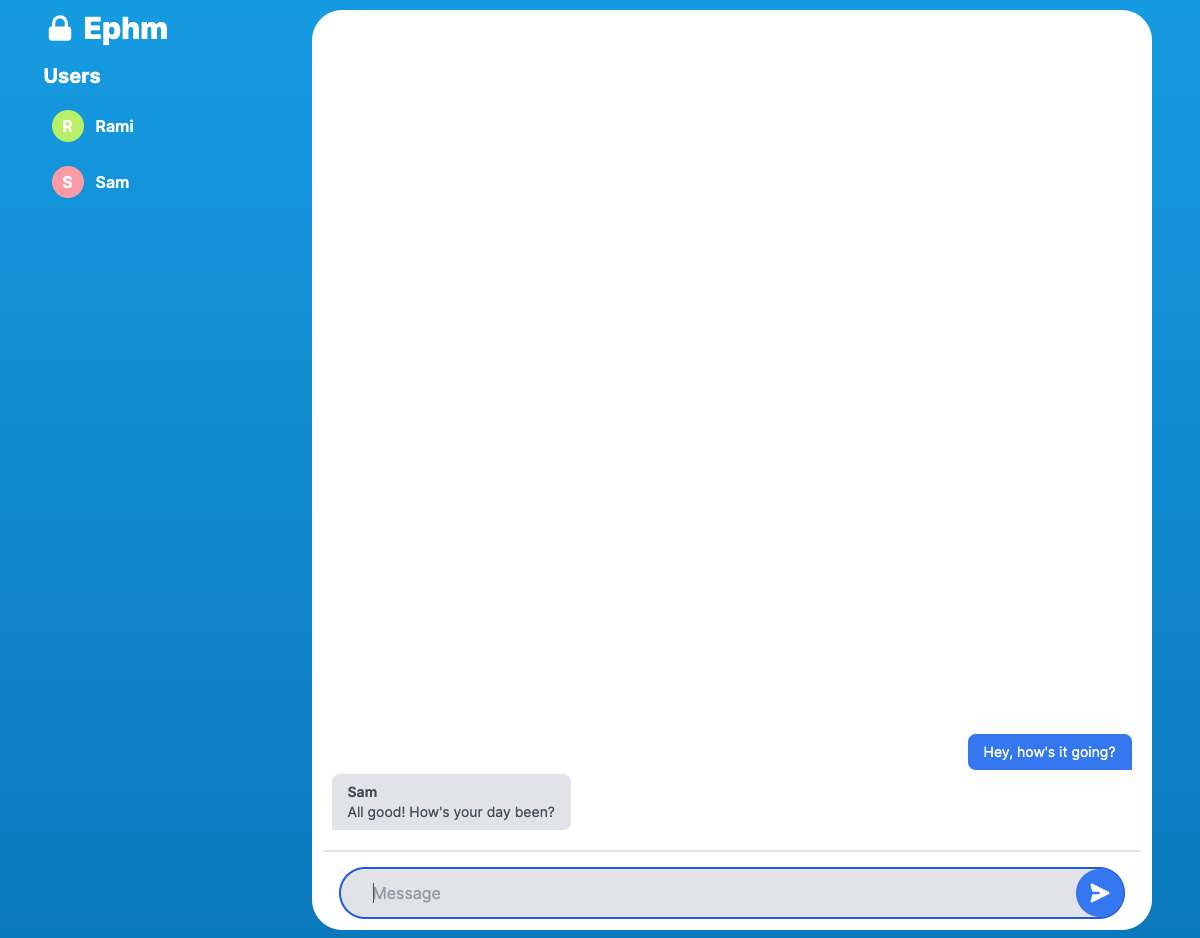 Ephm
Users
R Rami
S Sam
Hey, how's it going?
Sam
All good! How's your day been?
Message